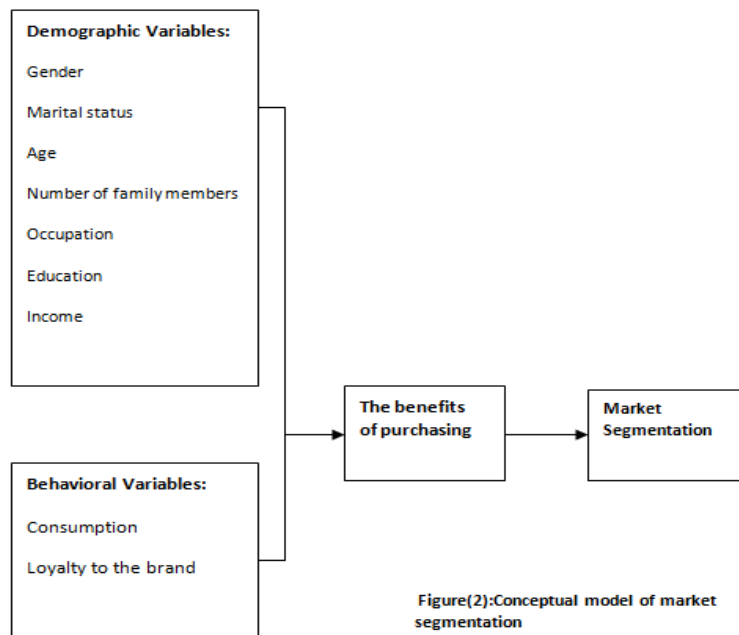 Demographic Variables:
Gender
Marital status
Age
Number of family members
Occupation
Education
Income
The benefits
of purchasing
Market
Segmentation
Behavioral Variables:
Consumption
Loyalty to the brand
Figure(2):Conceptual model of market
segmentation